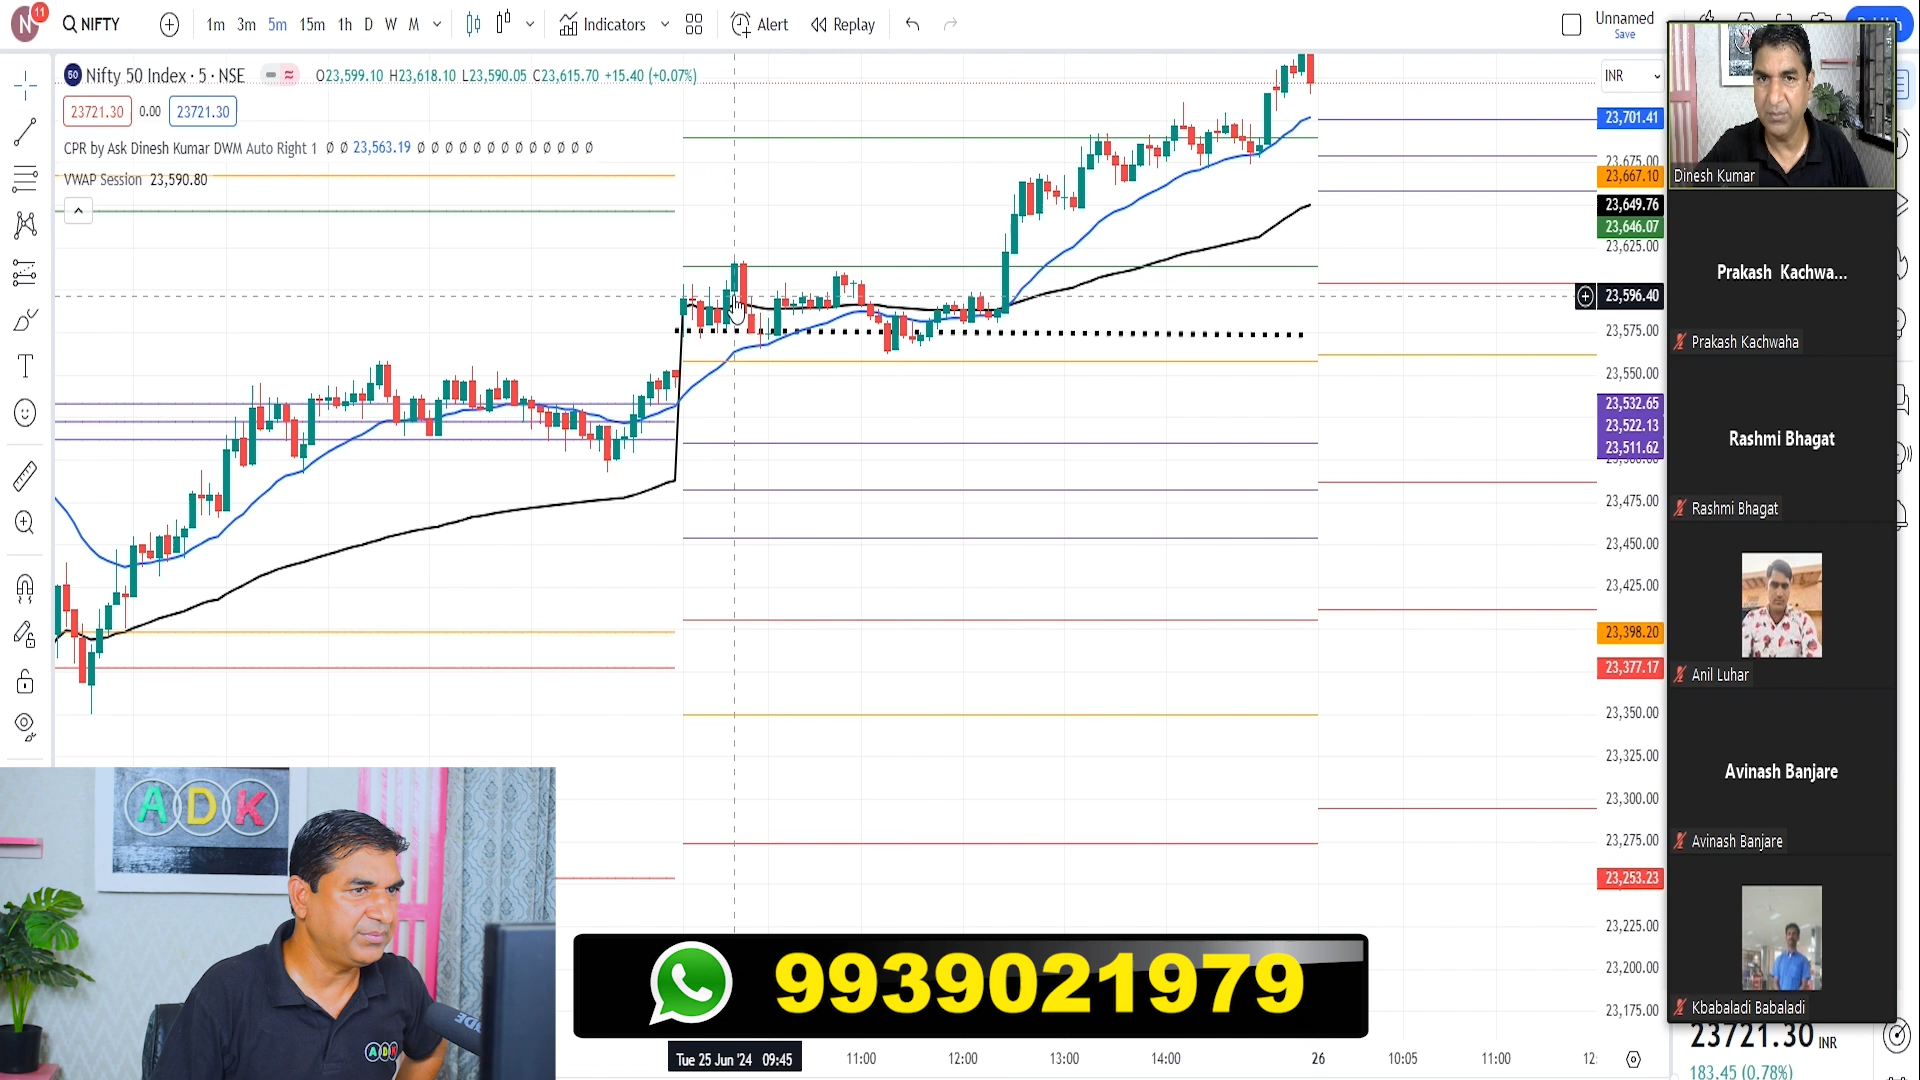 N 11 NIFTY 1m 3m 5m 15m 1h D W M Indicators Alert Replay Unnamed
Save
50 Nifty 50 Index · 5 · NSE O23,599.10 H23,618.10 L23,590.05 C23,615.70 +15.40 (+0.07%)
INR
23721.30 0.00 23721.30
CPR by Ask Dinesh Kumar DWM Auto Right 1 ∅ ∅ 23,563.19 ∅ ∅ ∅ ∅ ∅ ∅ ∅ ∅ ∅ ∅ ∅ ∅ ∅
VWAP Session 23,590.80
23,701.41
23,675.00
23,667.10
23,649.76
23,646.07
23,625.00
23,596.40
23,575.00
23,550.00
23,532.65
23,522.13
23,511.62
23,475.00
23,450.00
23,425.00
23,398.20
23,377.17
23,350.00
23,325.00
23,300.00
23,275.00
23,253.23
23,225.00
23,200.00
23,175.00
Dinesh Kumar
Prakash Kachwa...
Prakash Kachwaha
Rashmi Bhagat
Rashmi Bhagat
Anil Luhar
Avinash Banjare
Avinash Banjare
Kbabaladi Babaladi
23721.30 INR
183.45 (0.78%)
ADK
ADK
9939021979
Tue 25 Jun '24 09:45 11:00 12:00 13:00 14:00 26 10:05 11:00 12: